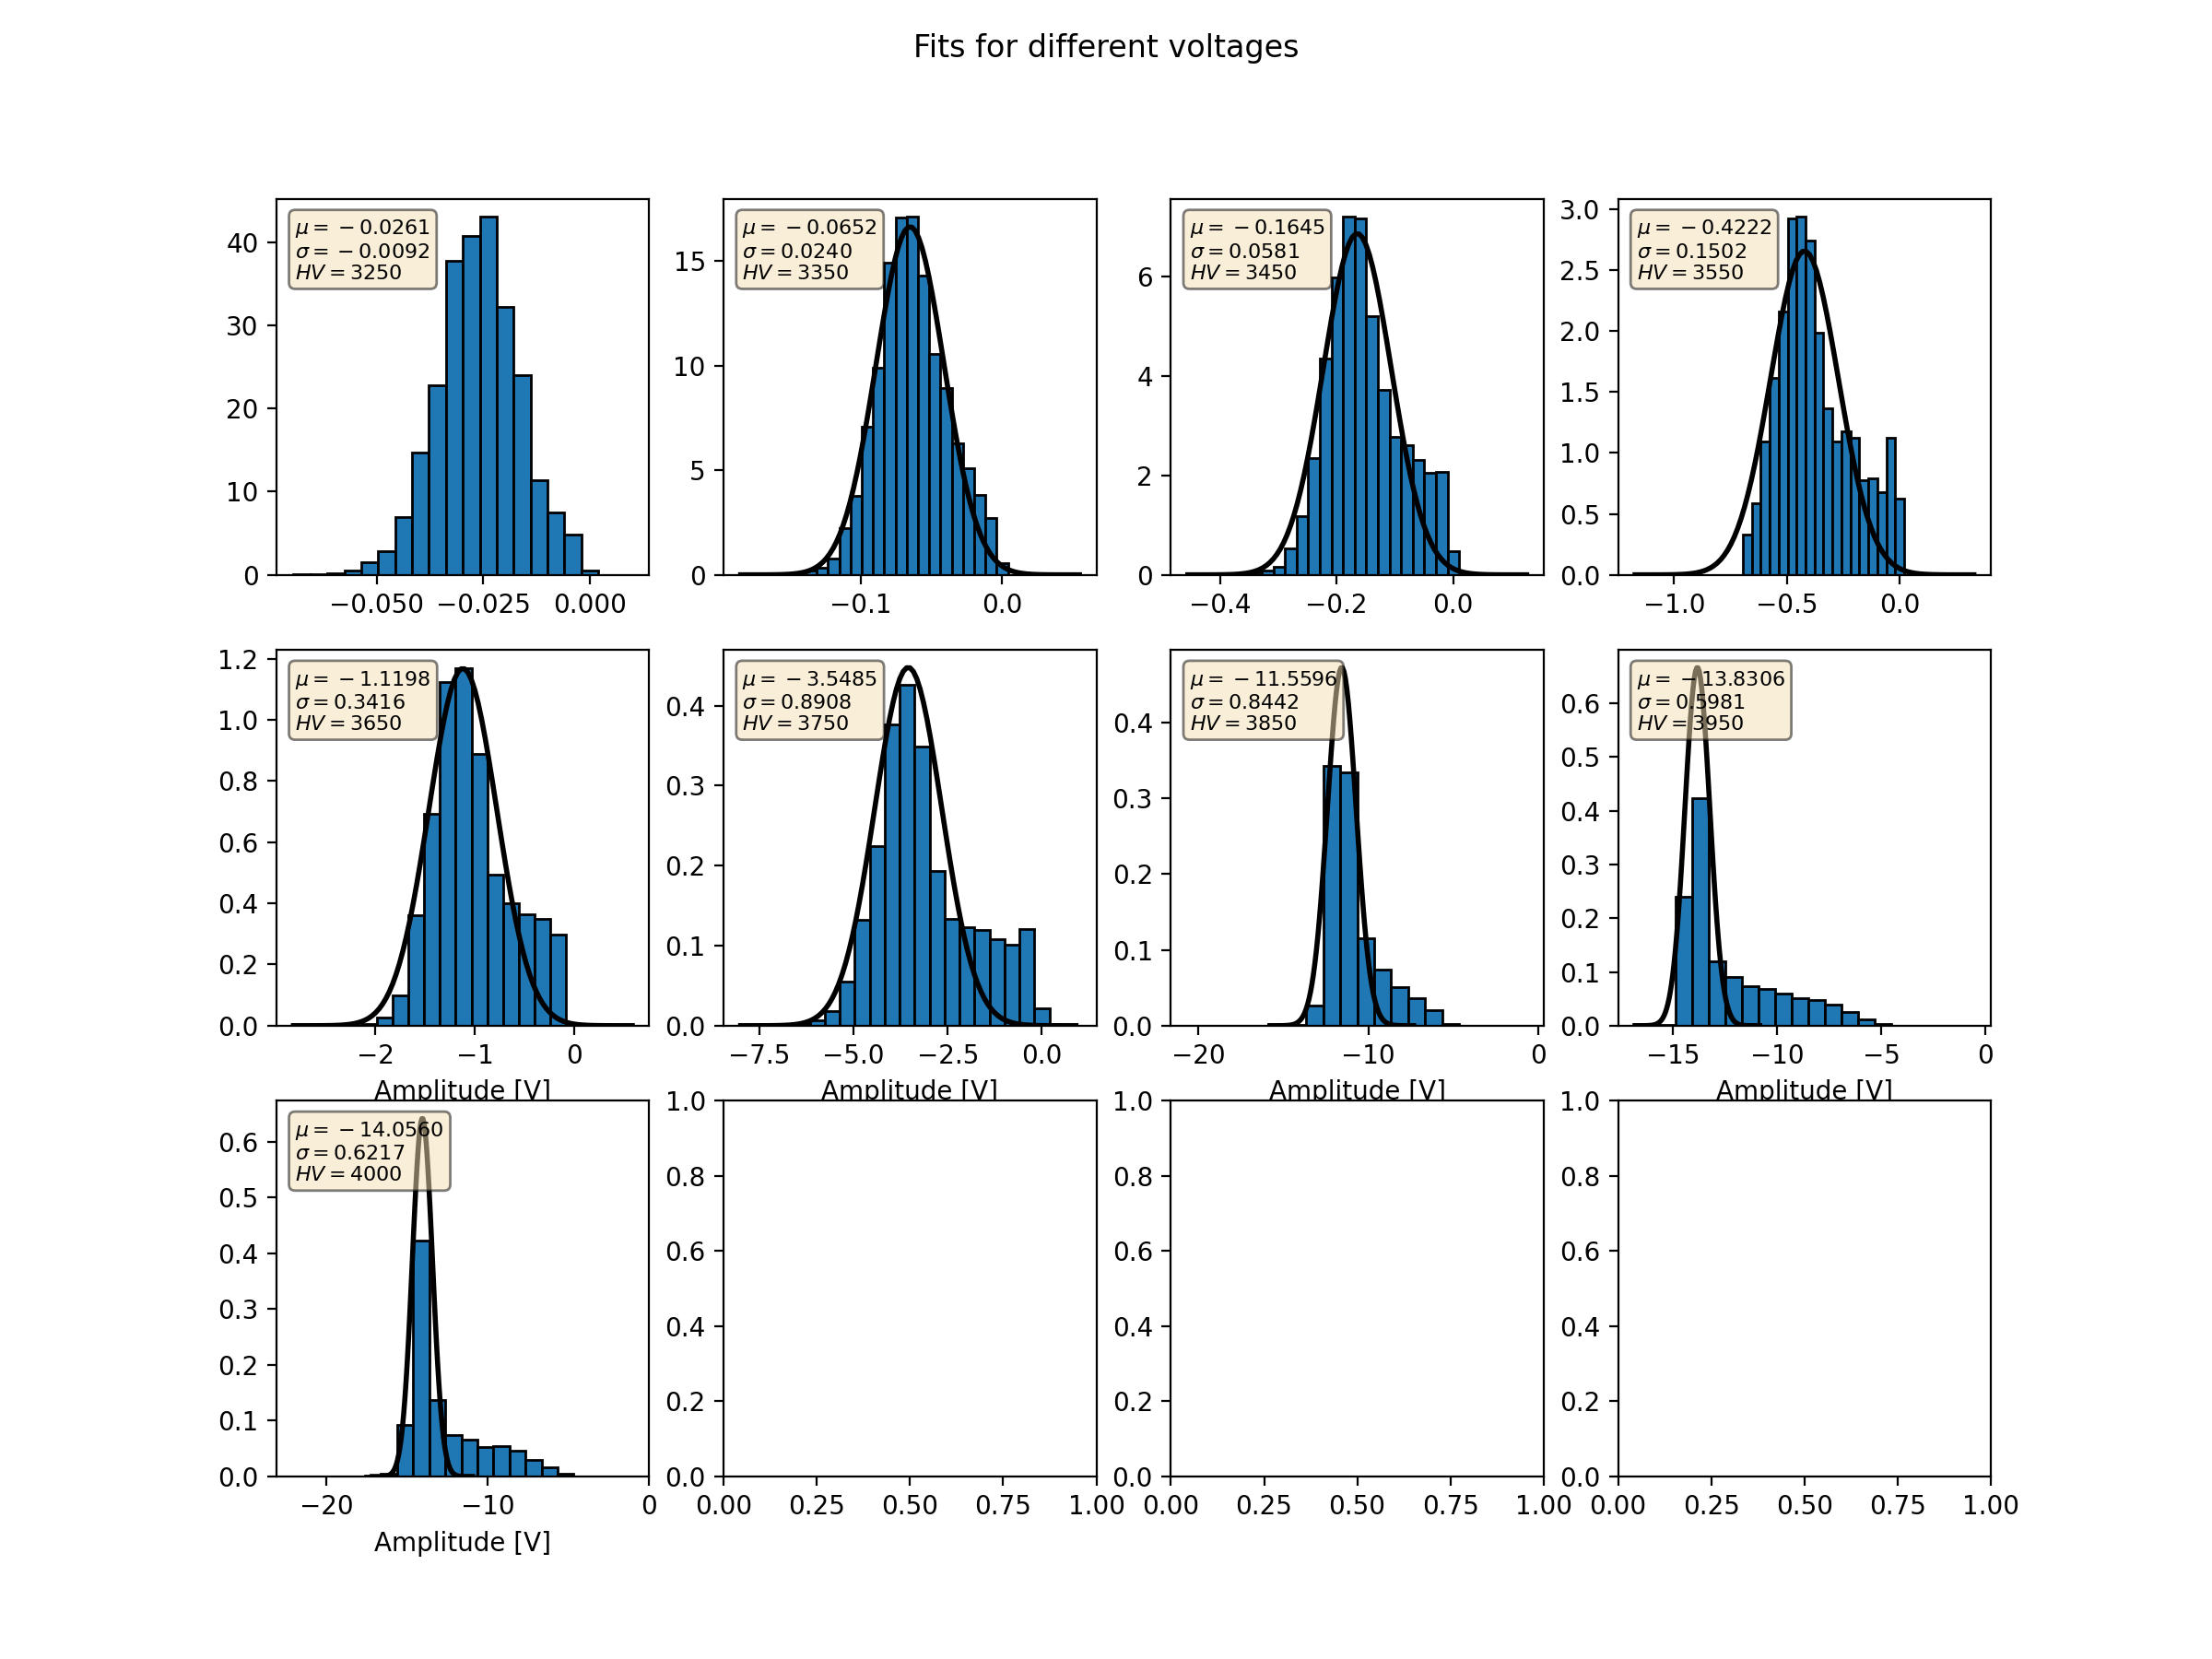 Fits for different voltages
μ = −0.0261
σ = −0.0092
HV = 3250
40
30
20
10
0
−0.050 −0.025 0.000
μ = −0.0652
σ = 0.0240
HV = 3350
15
10
5
0
−0.1 0.0
μ = −0.1645
σ = 0.0581
HV = 3450
6
4
2
0
−0.4 −0.2 0.0
μ = −0.4222
σ = 0.1502
HV = 3550
3.0
2.5
2.0
1.5
1.0
0.5
0.0
−1.0 −0.5 0.0
μ = −1.1198
σ = 0.3416
HV = 3650
1.2
1.0
0.8
0.6
0.4
0.2
0.0
−2 −1 0
Amplitude [V]
μ = −3.5485
σ = 0.8908
HV = 3750
0.4
0.3
0.2
0.1
0.0
−7.5 −5.0 −2.5 0.0
Amplitude [V]
μ = −11.5596
σ = 0.8442
HV = 3850
0.4
0.3
0.2
0.1
0.0
−20 −10 0
Amplitude [V]
μ = −13.8306
σ = 0.5981
HV = 3950
0.6
0.5
0.4
0.3
0.2
0.1
0.0
−15 −10 −5 0
Amplitude [V]
μ = −14.0560
σ = 0.6217
HV = 4000
0.6
0.5
0.4
0.3
0.2
0.1
0.0
−20 −10 0
Amplitude [V]
1.0
0.8
0.6
0.4
0.2
0.0
0.00 0.25 0.50 0.75 1.00
1.0
0.8
0.6
0.4
0.2
0.0
0.00 0.25 0.50 0.75 1.00
1.0
0.8
0.6
0.4
0.2
0.0
0.00 0.25 0.50 0.75 1.00